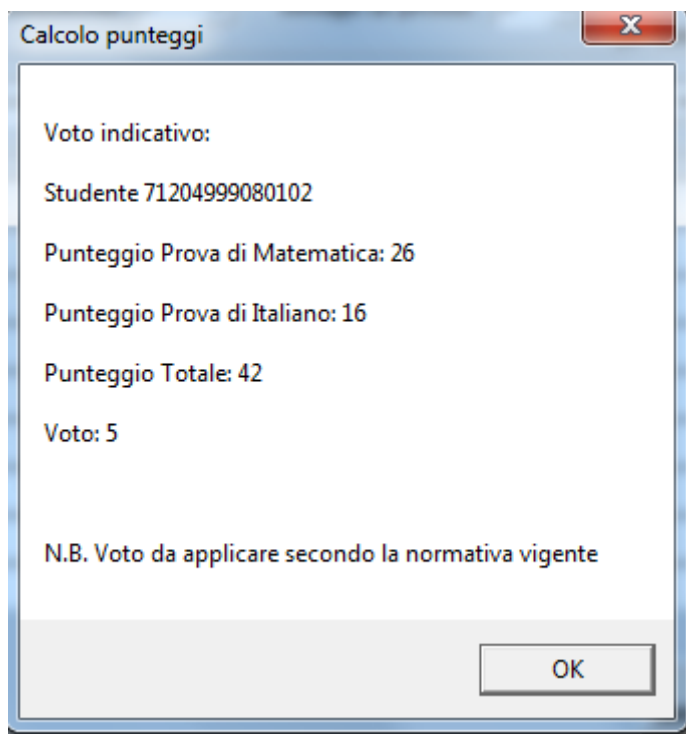 Calcolo punteggi
Voto indicativo:
Studente 71204999080102
Punteggio Prova di Matematica: 26
Punteggio Prova di Italiano: 16
Punteggio Totale: 42
Voto: 5
N.B. Voto da applicare secondo la normativa vigente
OK